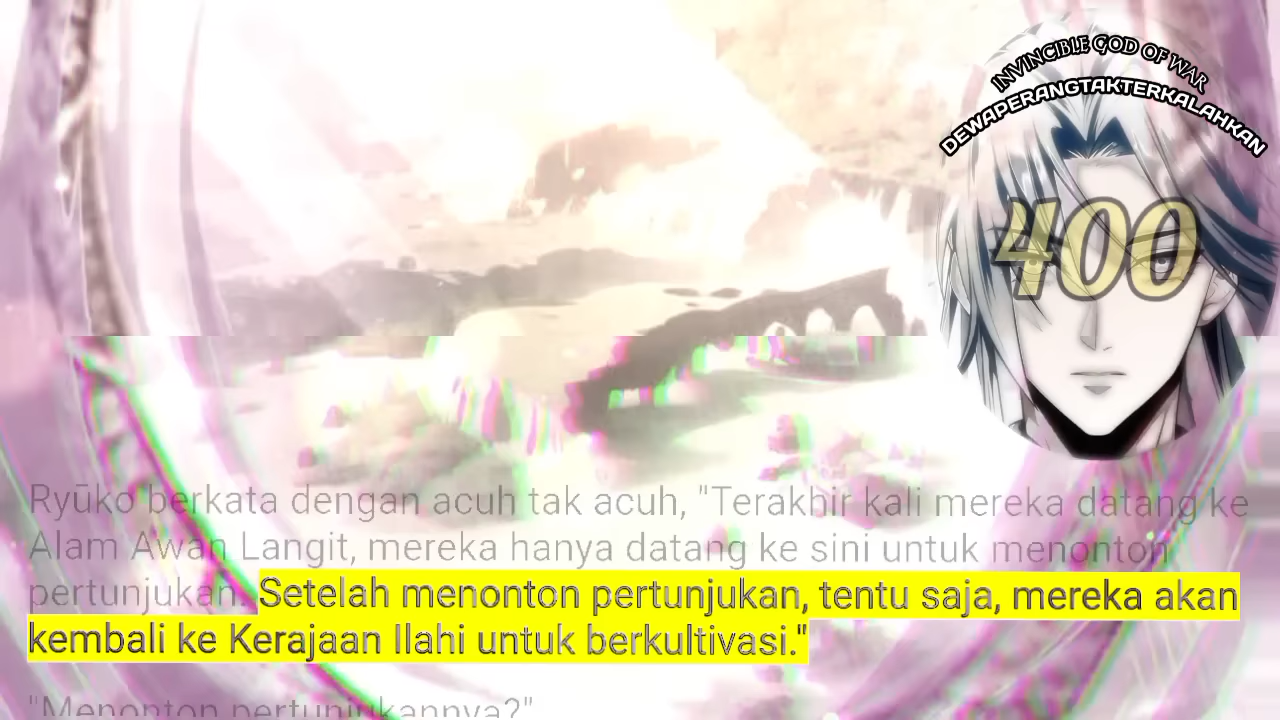 INVINCIBLE GOD OF WAR
DEWAPERANGTAKTERKALAHKAN
400
Ryūko berkata dengan acuh tak acuh, "Terakhir kali mereka datang ke
Alam Awan Langit, mereka hanya datang ke sini untuk menonton
pertunjukan. Setelah menonton pertunjukan, tentu saja, mereka akan
kembali ke Kerajaan Ilahi untuk berkultivasi."
"Menonton pertunjukannya?"